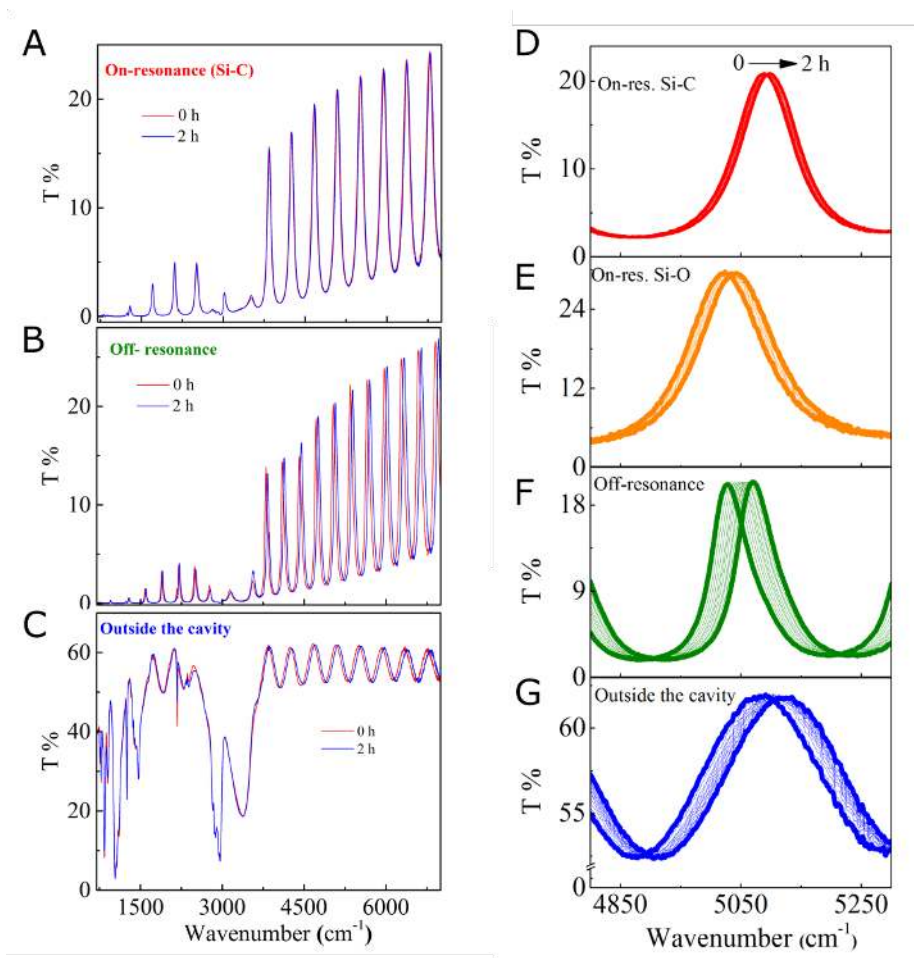 A
On-resonance (Si-C)
0 h
2 h
T %
20
10
0
B
Off- resonance
0 h
2 h
T %
20
10
0
C
Outside the cavity
0 h
2 h
T %
60
40
20
0
1500 3000 4500 6000
Wavenumber (cm-1)
D
On-res. Si-C
0 2 h
T %
20
10
0
E
On-res. Si-O
T %
24
12
0
F
Off-resonance
T %
18
9
0
G
Outside the cavity
T %
60
55
0
4850 5050 5250
Wavenumber (cm-1)